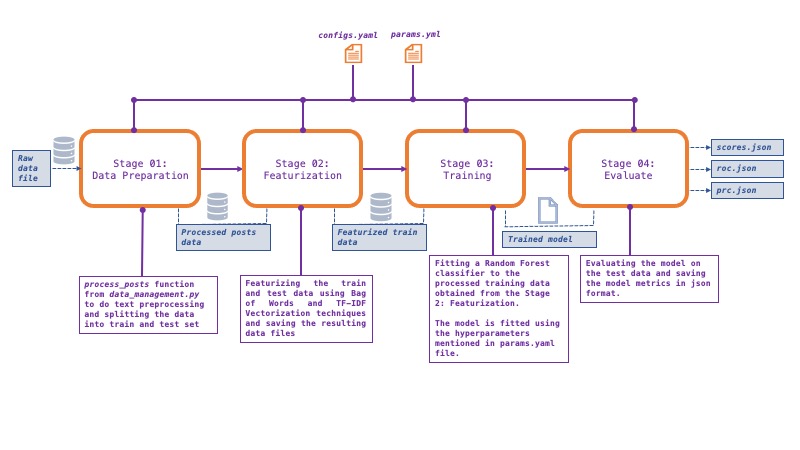 configs.yaml params.yml
Raw
data
file
Stage 01:
Data Preparation
Stage 02:
Featurization
Stage 03:
Training
Stage 04:
Evaluate
scores.json
roc.json
prc.json
Processed posts
data
Featurized train
data
Trained model
process_posts function
from data_management.py
to do text preprocessing
and splitting the data
into train and test set
Featurizing the train
and test data using Bag
of Words and TF-IDF
Vectorization techniques
and saving the resulting
data files
Fitting a Random Forest
classifier to the
processed training data
obtained from the Stage
2: Featurization.
The model is fitted using
the hyperparameters
mentioned in params.yaml
file.
Evaluating the model on
the test data and saving
the model metrics in json
format.